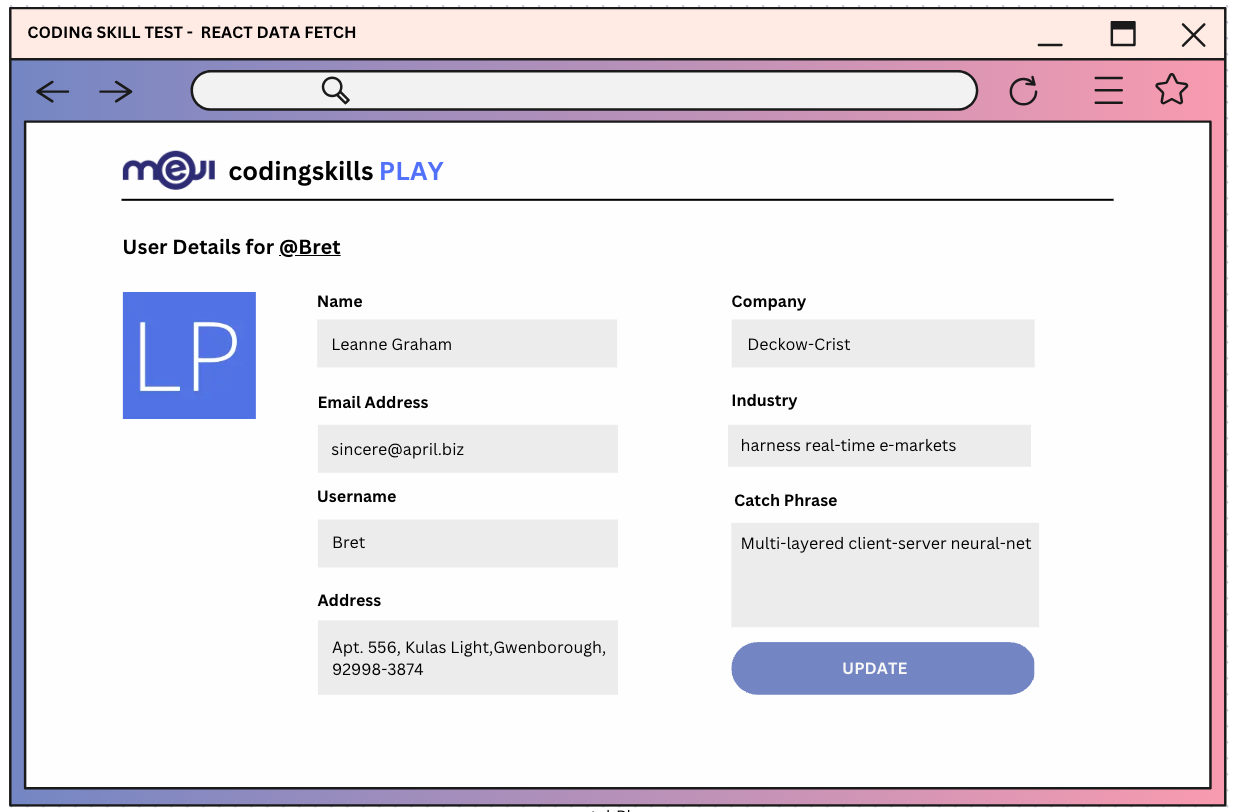 CODING SKILL TEST - REACT DATA FETCH
meji codingskills PLAY
User Details for @Bret
LP
Name
Leanne Graham
Email Address
sincere@april.biz
Username
Bret
Address
Apt. 556, Kulas Light,Gwenborough,
92998-3874
Company
Deckow-Crist
Industry
harness real-time e-markets
Catch Phrase
Multi-layered client-server neural-net
UPDATE